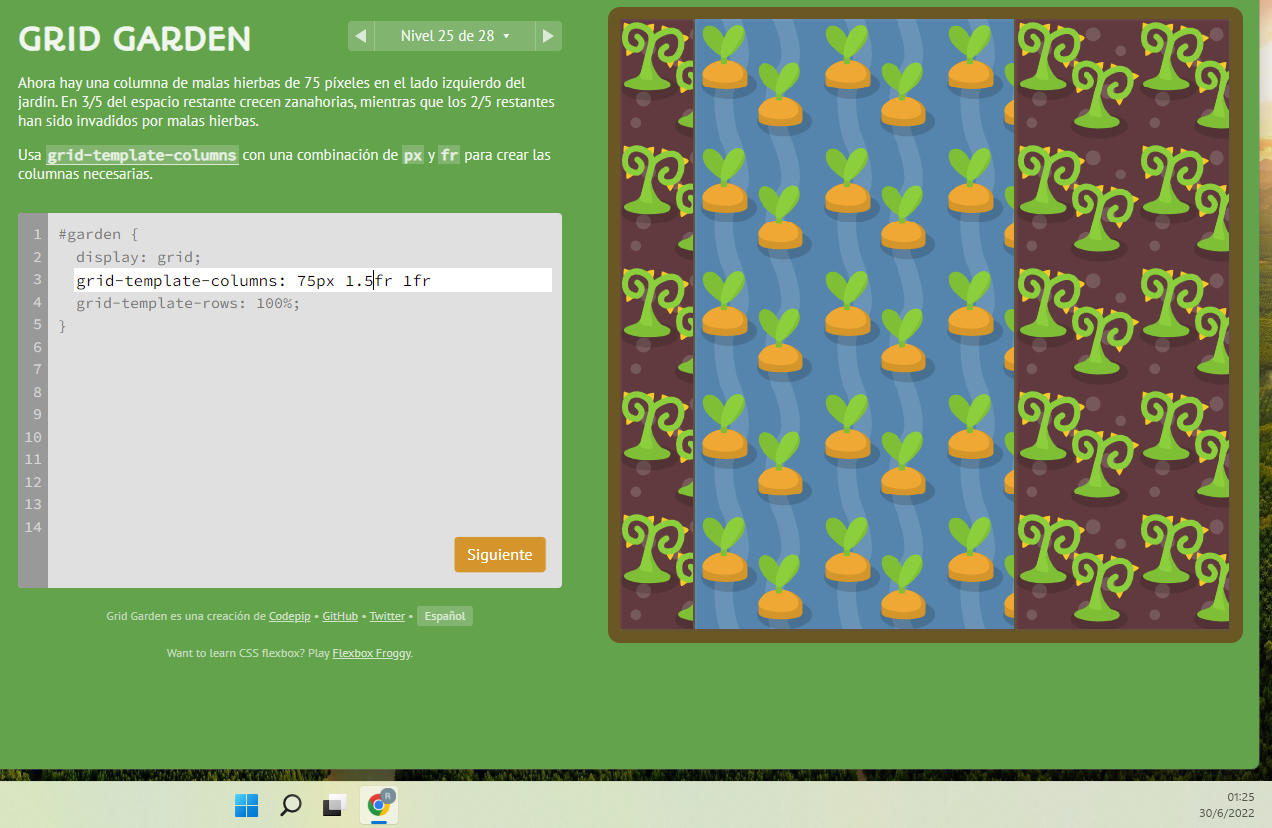 GRID GARDEN
Nivel 25 de 28
Ahora hay una columna de malas hierbas de 75 píxeles en el lado izquierdo del
jardín. En 3/5 del espacio restante crecen zanahorias, mientras que los 2/5 restantes
han sido invadidos por malas hierbas.
Usa grid-template-columns con una combinación de px y fr para crear las
columnas necesarias.
1 #garden {
2 display: grid;
3 grid-template-columns: 75px 1.5fr 1fr
4 grid-template-rows: 100%;
5 }
6
7
8
9
10
11
12
13
14
Siguiente
Grid Garden es una creación de Codepip • GitHub • Twitter • Español
Want to learn CSS flexbox? Play Flexbox Froggy.
R
01:25
30/6/2022